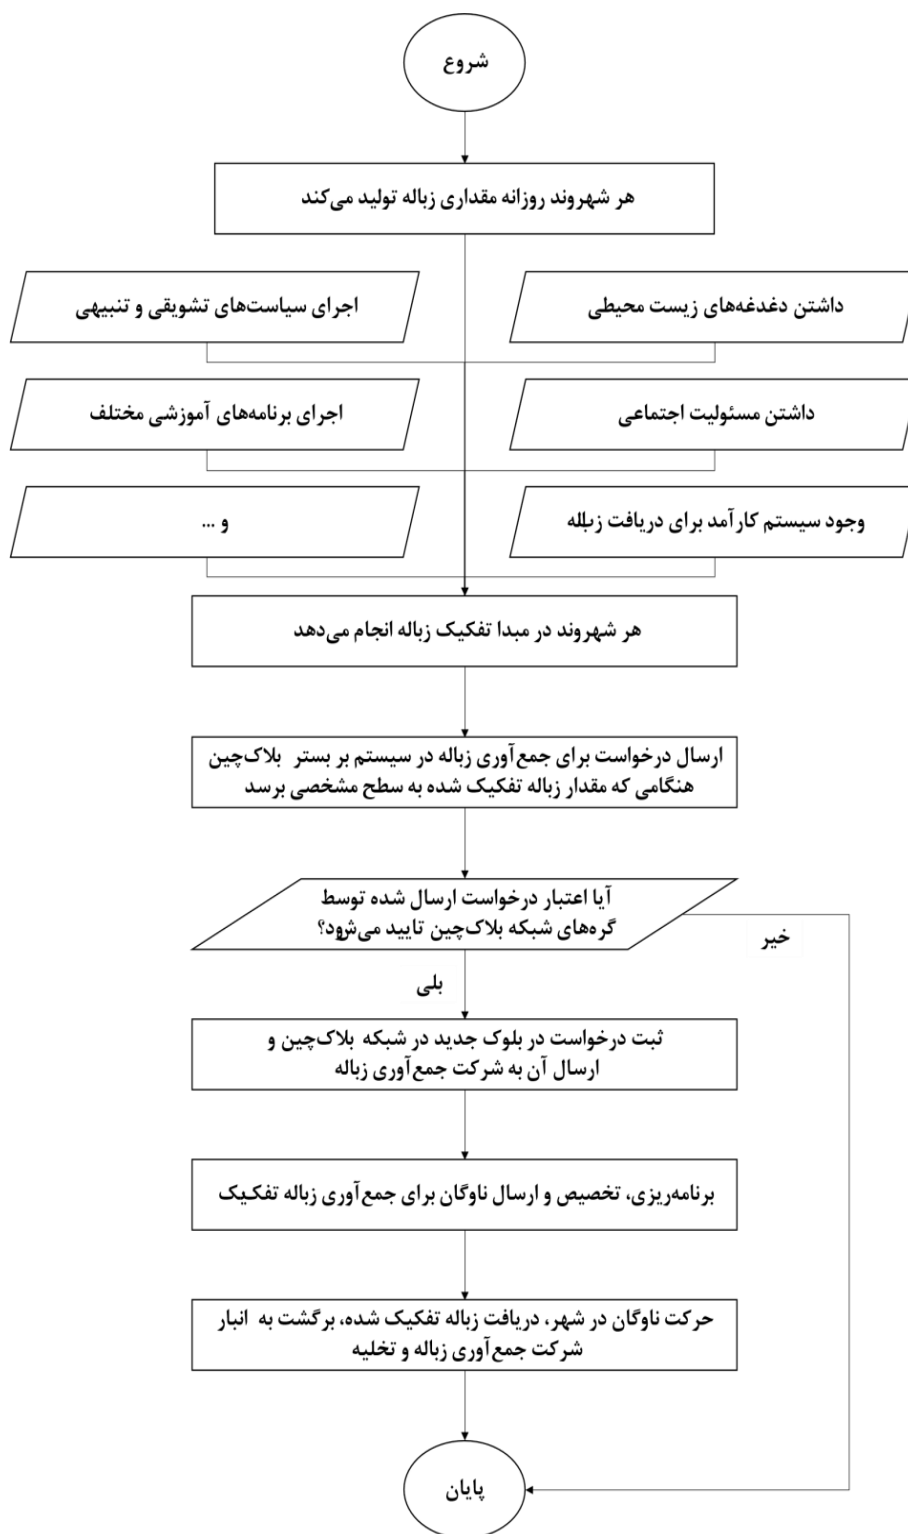 شروع
هر شهروند روزانه مقداری زباله تولید می‌کند
داشتن دغدغه‌های زیست محیطی
اجرای سیاست‌های تشویقی و تنبیهی
داشتن مسئولیت اجتماعی
اجرای برنامه‌های آموزشی مختلف
وجود سیستم کارآمد برای دریافت زباله
و ...
هر شهروند در مبدا تفکیک زباله انجام می‌دهد
ارسال درخواست برای جمع‌آوری زباله در سیستم بر بستر بلاک‌چین
هنگامی که مقدار زباله تفکیک شده به سطح مشخصی برسد
آیا اعتبار درخواست ارسال شده توسط
گره‌های شبکه بلاک‌چین تایید می‌شود؟
خیر
بلی
ثبت درخواست در بلوک جدید در شبکه بلاک‌چین و
ارسال آن به شرکت جمع‌آوری زباله
برنامه‌ریزی، تخصیص و ارسال ناوگان برای جمع‌آوری زباله تفکیک
حرکت ناوگان در شهر، دریافت زباله تفکیک شده، برگشت به انبار
شرکت جمع‌آوری زباله و تخلیه
پایان